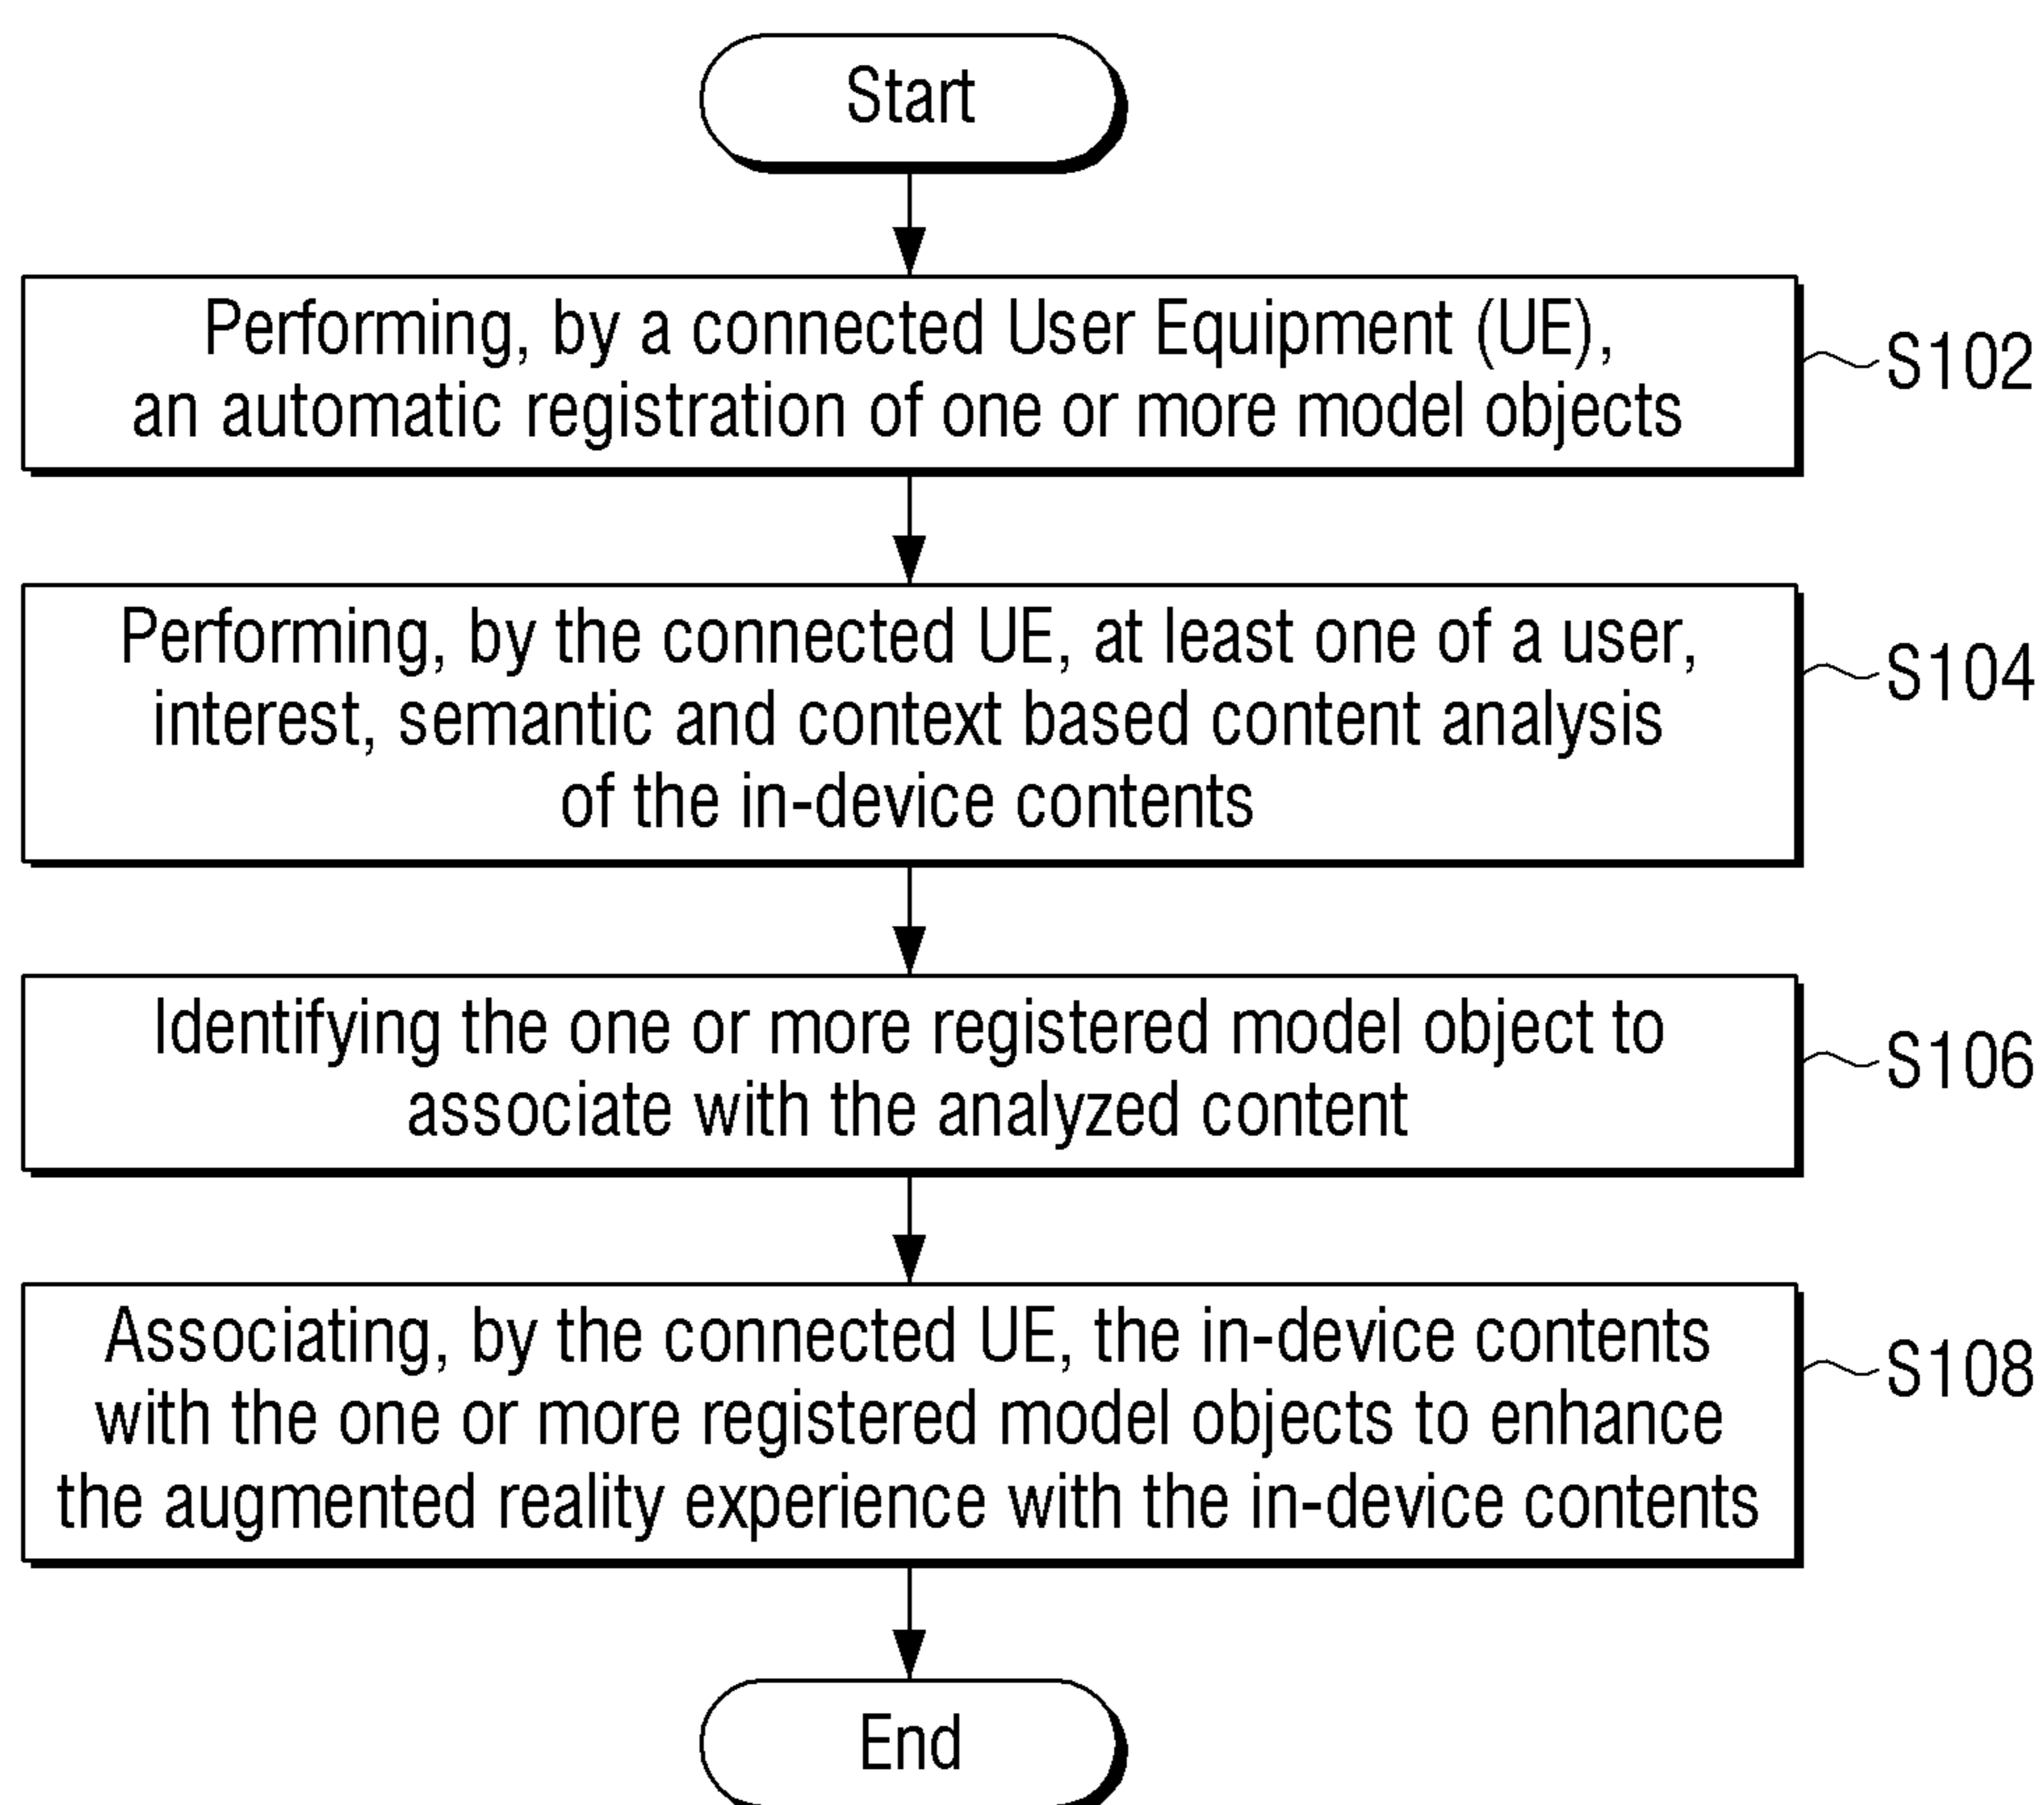 Start
Performing, by a connected User Equipment (UE),
an automatic registration of one or more model objects
S102
Performing, by the connected UE, at least one of a user,
interest, semantic and context based content analysis
of the in-device contents
S104
Identifying the one or more registered model object to
associate with the analyzed content
S106
Associating, by the connected UE, the in-device contents
with the one or more registered model objects to enhance
the augmented reality experience with the in-device contents
S108
End